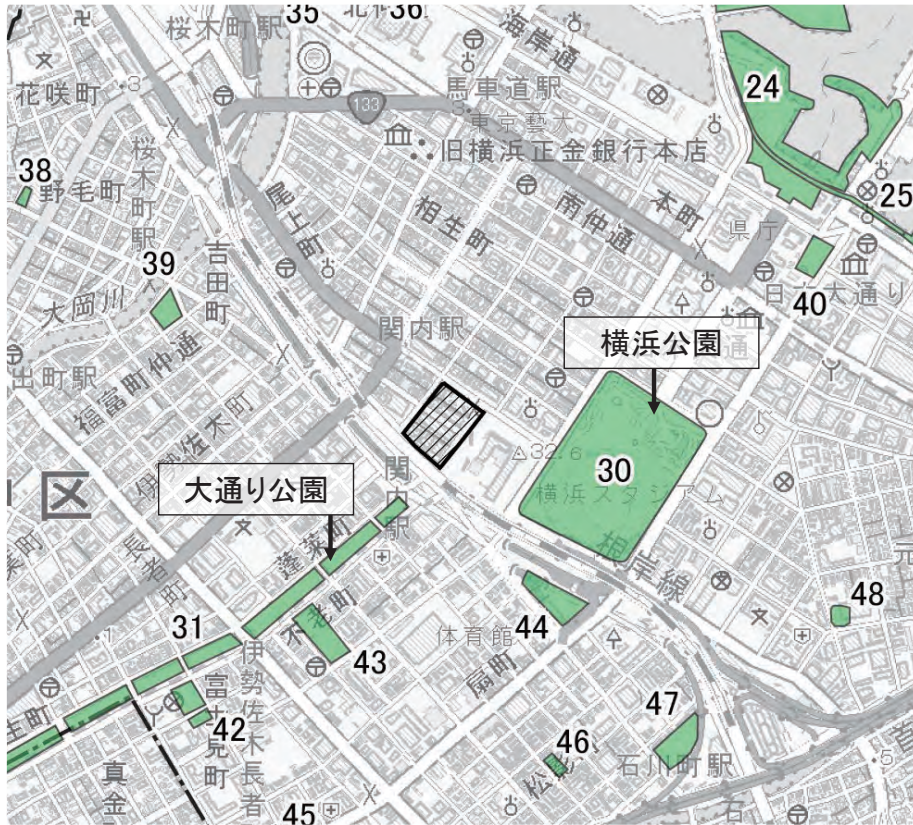 35
36
桜木町駅
海岸通
花咲町
133
馬車道駅
24
東京藝大
旧横浜正金銀行本店
桜木町駅
38
野毛町
尾上町
相生町
南仲通
本町
県庁
25
39
吉田町
大岡川
日本大通り
40
関内駅
横浜公園
出町駅
福富町仲通
伊勢佐木町
32.6
30
区
関内駅
大通り公園
横浜スタジアム
蓬莱町
根岸線
長者町
31
不老町
体育館
44
48
43
扇町
伊勢佐木長者
富士見町
42
47
46
石川町駅
真金
45